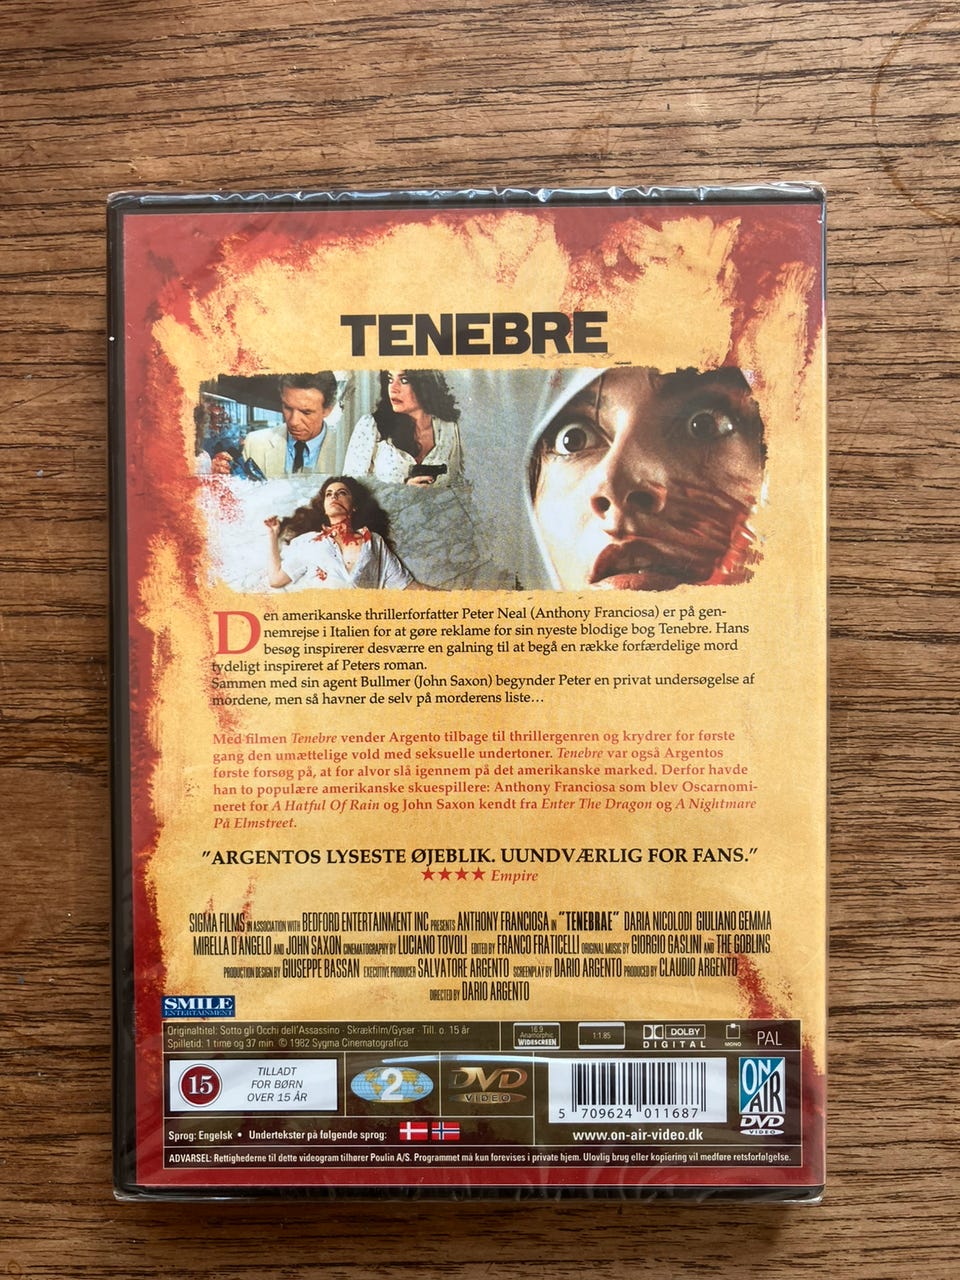 TENEBRE
Den amerikanske thrillerforfatter Peter Neal (Anthony Franciosa) er på gen-
nemrejse i Italien for at gøre reklame for sin nyeste blodige bog Tenebre. Hans
besøg inspirerer desværre en galning til at begå en række forfærdelige mord
tydeligt inspireret af Peters roman.
Sammen med sin agent Bullmer (John Saxon) begynder Peter en privat undersøgelse af
mordene, men så havner de selv på morderens liste...
Med filmen Tenebre vender Argento tilbage til thrillergenren og krydrer for første
gang den umættelige vold med seksuelle undertoner. Tenebre var også Argentos
første forsøg på, at for alvor slå igennem på det amerikanske marked. Derfor havde
han to populære amerikanske skuespillere: Anthony Franciosa som blev Oscarnomi-
neret for A Hatful Of Rain og John Saxon kendt fra Enter The Dragon og A Nightmare
På Elmstreet.
”ARGENTOS LYSESTE ØJEBLIK. UUNDVÆRLIG FOR FANS.”
★★★★ Empire
SIGMA FILMS IN ASSOCIATION WITH BEDFORD ENTERTAINMENT INC PRESENTS ANTHONY FRANCIOSA IN "TENEBRAE" DARIA NICOLODI GIULIANO GEMMA
MIRELLA D'ANGELO AND JOHN SAXON CINEMATOGRAPHY BY LUCIANO TOVOLI EDITED BY FRANCO FRATICELLI ORIGINAL MUSIC BY GIORGIO GASLINI AND THE GOBLINS
PRODUCTION DESIGN BY GIUSEPPE BASSAN EXECUTIVE PRODUCER SALVATORE ARGENTO SCREENPLAY BY DARIO ARGENTO PRODUCED BY CLAUDIO ARGENTO
DIRECTED BY DARIO ARGENTO
SMILE
ENTERTAINMENT
Originaltitel: Sotto gli Occhi dell'Assassino · Skrækfilm/Gyser · Till. o. 15 år
Spilletid: 1 time og 37 min. © 1982 Sygma Cinematografica
16:9
Anamorphic
WIDESCREEN
1:1.85
DOLBY
DIGITAL
MONO
PAL
15
TILLADT
FOR BØRN
OVER 15 ÅR
2
DVD
VIDEO
5 709624 011687
www.on-air-video.dk
ON
AIR
DVD
VIDEO
Sprog: Engelsk • Undertekster på følgende sprog:
ADVARSEL: Rettighederne til dette videogram tilhører Poulin A/S. Programmet må kun forevises i private hjem. Ulovlig brug eller kopiering vil medføre retsforfølgelse.